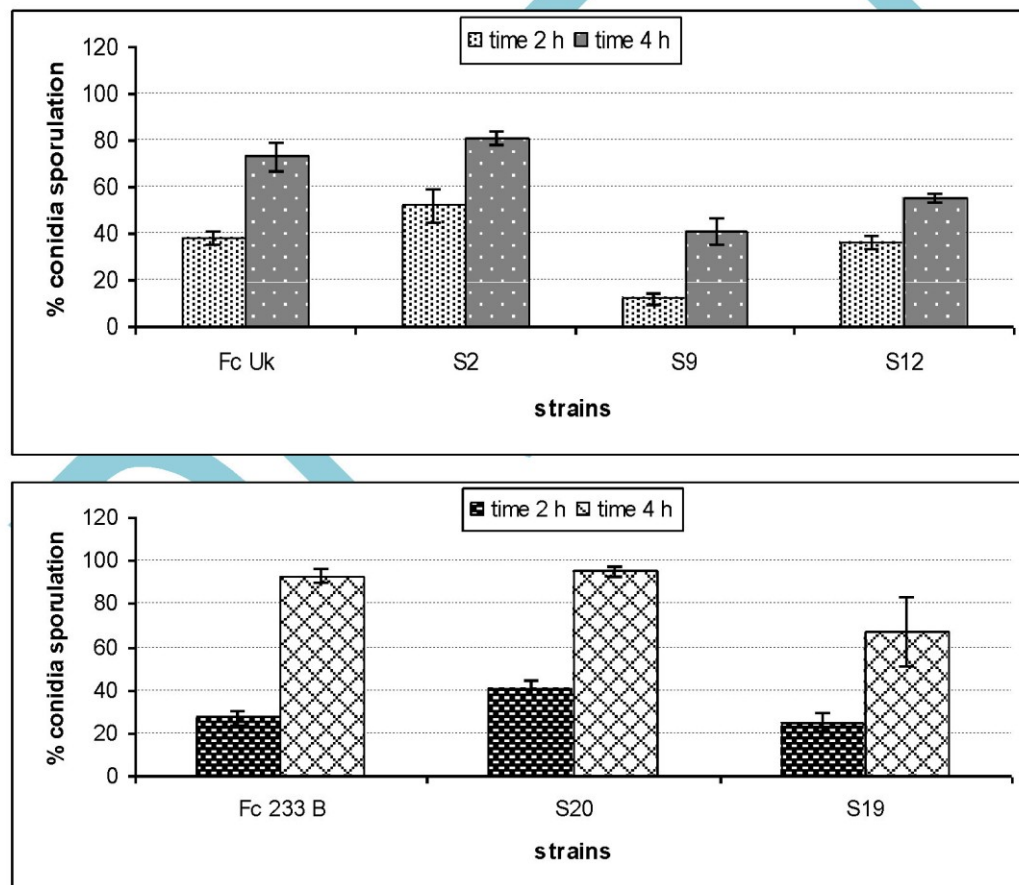 time 2 h time 4 h
120
100
80
60
40
20
0
% conidia sporulation
Fc Uk S2 S9 S12
strains
time 2 h time 4 h
120
100
80
60
40
20
0
% conidia sporulation
Fc 233 B S20 S19
strains